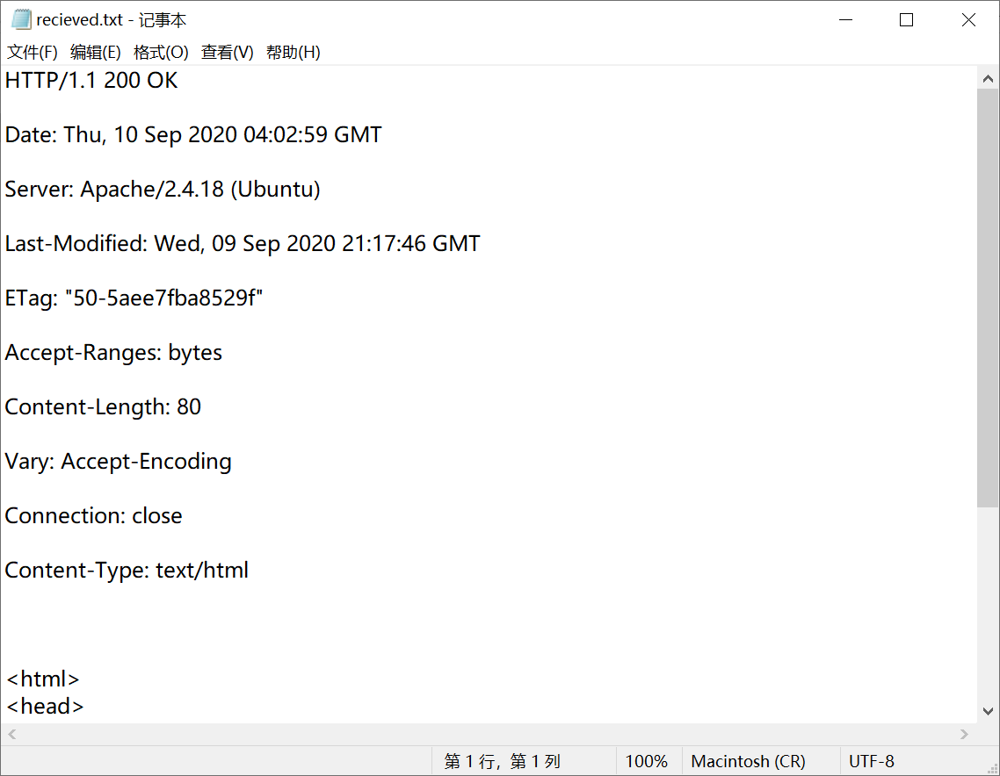 recieved.txt - 记事本
文件(F) 编辑(E) 格式(O) 查看(V) 帮助(H)
HTTP/1.1 200 OK
Date: Thu, 10 Sep 2020 04:02:59 GMT
Server: Apache/2.4.18 (Ubuntu)
Last-Modified: Wed, 09 Sep 2020 21:17:46 GMT
ETag: "50-5aee7fba8529f"
Accept-Ranges: bytes
Content-Length: 80
Vary: Accept-Encoding
Connection: close
Content-Type: text/html
<html>
<head>
第 1 行，第 1 列 100% Macintosh (CR) UTF-8